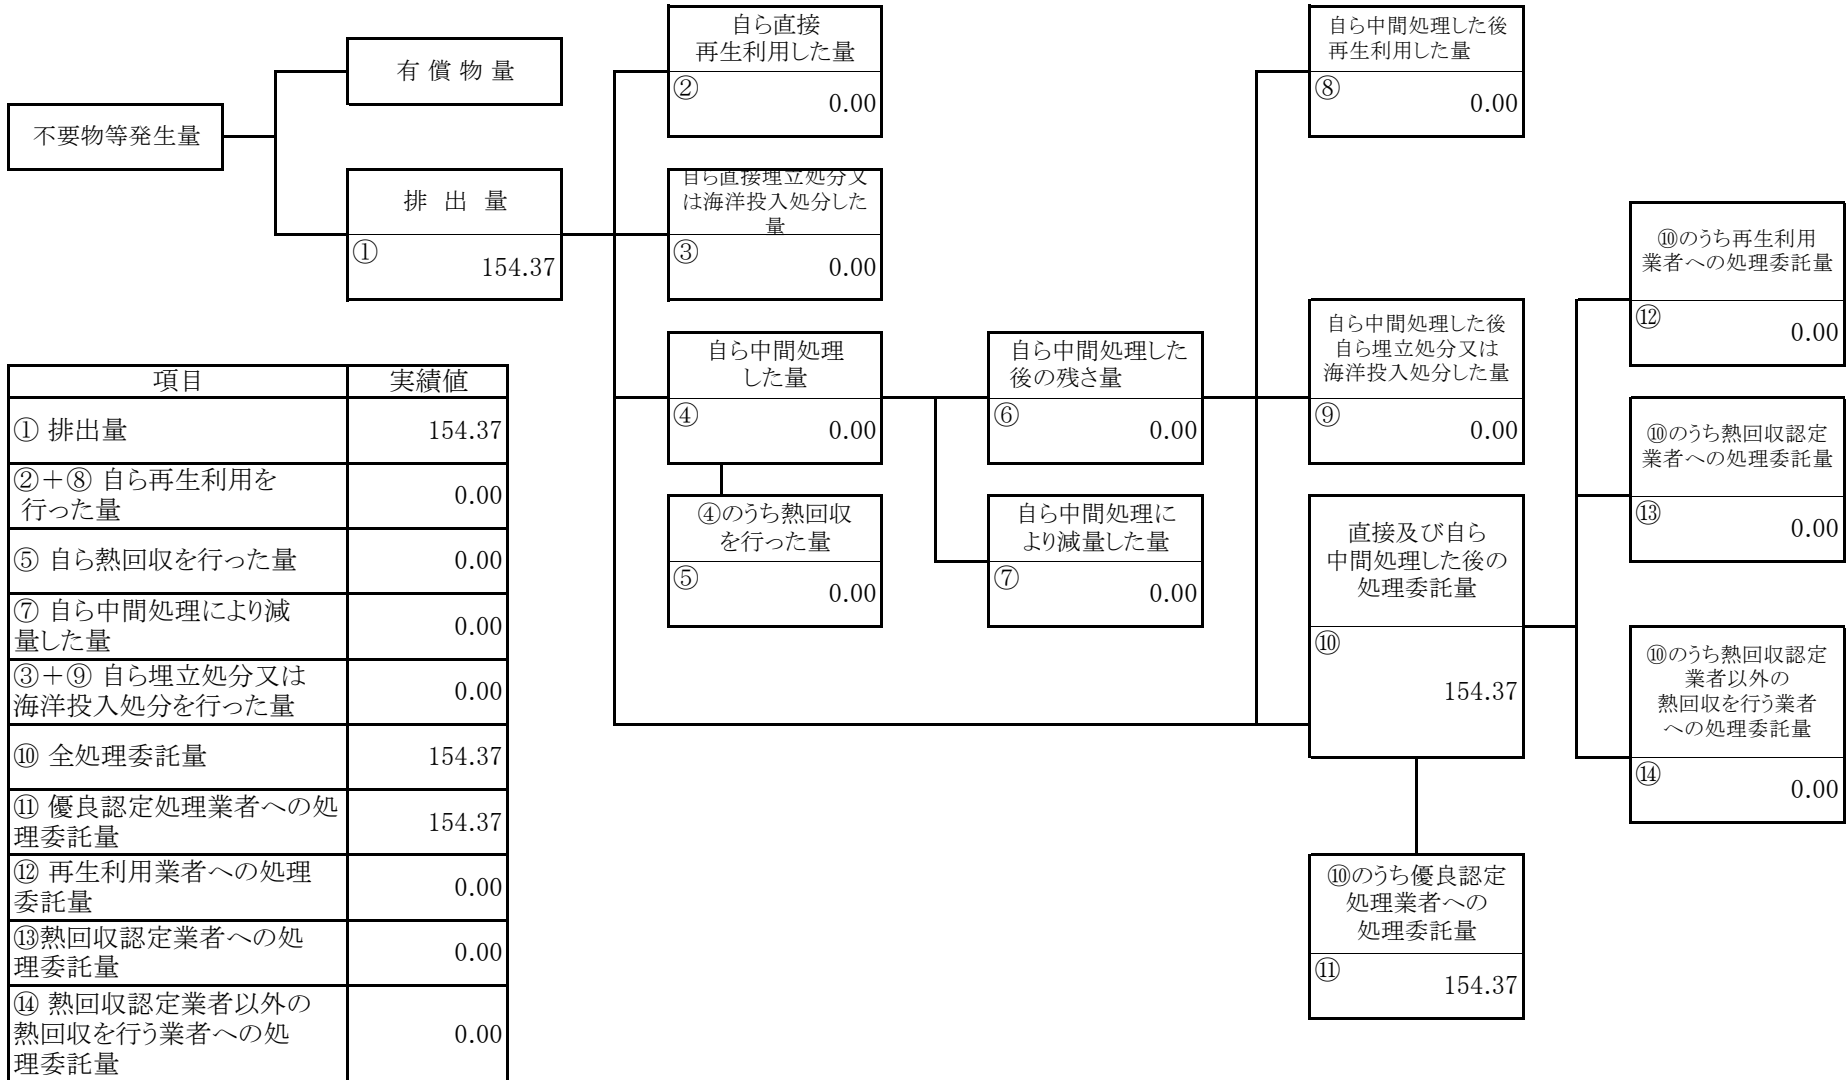 不要物等発生量
有 償 物 量
排 出 量
①
154.37
自ら直接
再生利用した量
②
0.00
自ら直接埋立処分又
は海洋投入処分した
量
③
0.00
自ら中間処理
した量
④
0.00
④のうち熱回収
を行った量
⑤
0.00
自ら中間処理した
後の残さ量
⑥
0.00
自ら中間処理に
より減量した量
⑦
0.00
自ら中間処理した後
再生利用した量
⑧
0.00
自ら中間処理した後
自ら埋立処分又は
海洋投入処分した量
⑨
0.00
直接及び自ら
中間処理した後の
処理委託量
⑩
154.37
⑩のうち優良認定
処理業者への
処理委託量
⑪
154.37
⑩のうち再生利用
業者への処理委託量
⑫
0.00
⑩のうち熱回収認定
業者への処理委託量
⑬
0.00
⑩のうち熱回収認定
業者以外の
熱回収を行う業者
への処理委託量
⑭
0.00
項目 実績値
① 排出量 154.37
②+⑧ 自ら再生利用を
行った量 0.00
⑤ 自ら熱回収を行った量 0.00
⑦ 自ら中間処理により減
量した量 0.00
③+⑨ 自ら埋立処分又は
海洋投入処分を行った量 0.00
⑩ 全処理委託量 154.37
⑪ 優良認定処理業者への処
理委託量 154.37
⑫ 再生利用業者への処理
委託量 0.00
⑬熱回収認定業者への処
理委託量 0.00
⑭ 熱回収認定業者以外の
熱回収を行う業者への処
理委託量 0.00